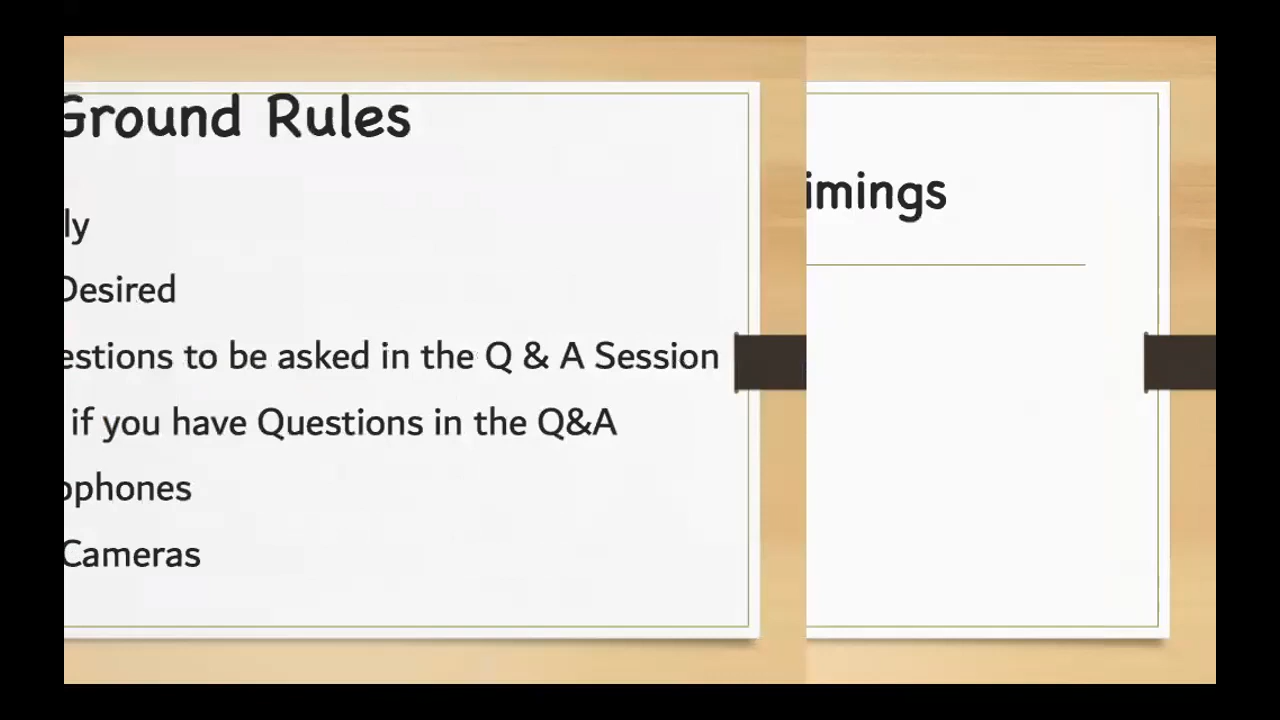 Ground Rules
ly
Desired
estions to be asked in the Q & A Session
if you have Questions in the Q&A
ophones
Cameras
imings